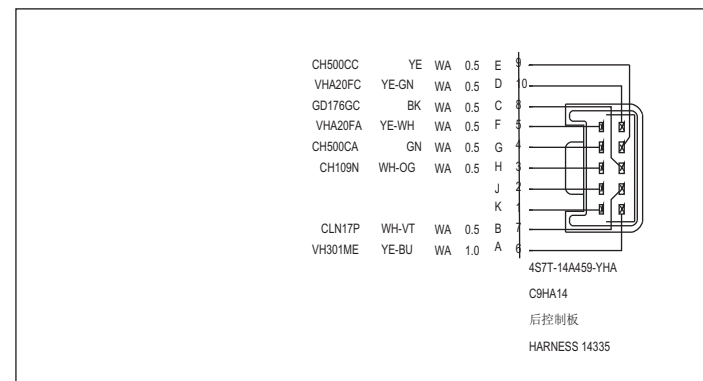 CH500CC YE WA 0.5 E 9
VHA20FC YE-GN WA 0.5 D 10
GD176GC BK WA 0.5 C 8
VHA20FA YE-WH WA 0.5 F 5
CH500CA GN WA 0.5 G 4
CH109N WH-OG WA 0.5 H 3
J 2
K 1
CLN17P WH-VT WA 0.5 B 7
VH301ME YE-BU WA 1.0 A 6
4S7T-14A459-YHA
C9HA14
后控制板
HARNESS 14335